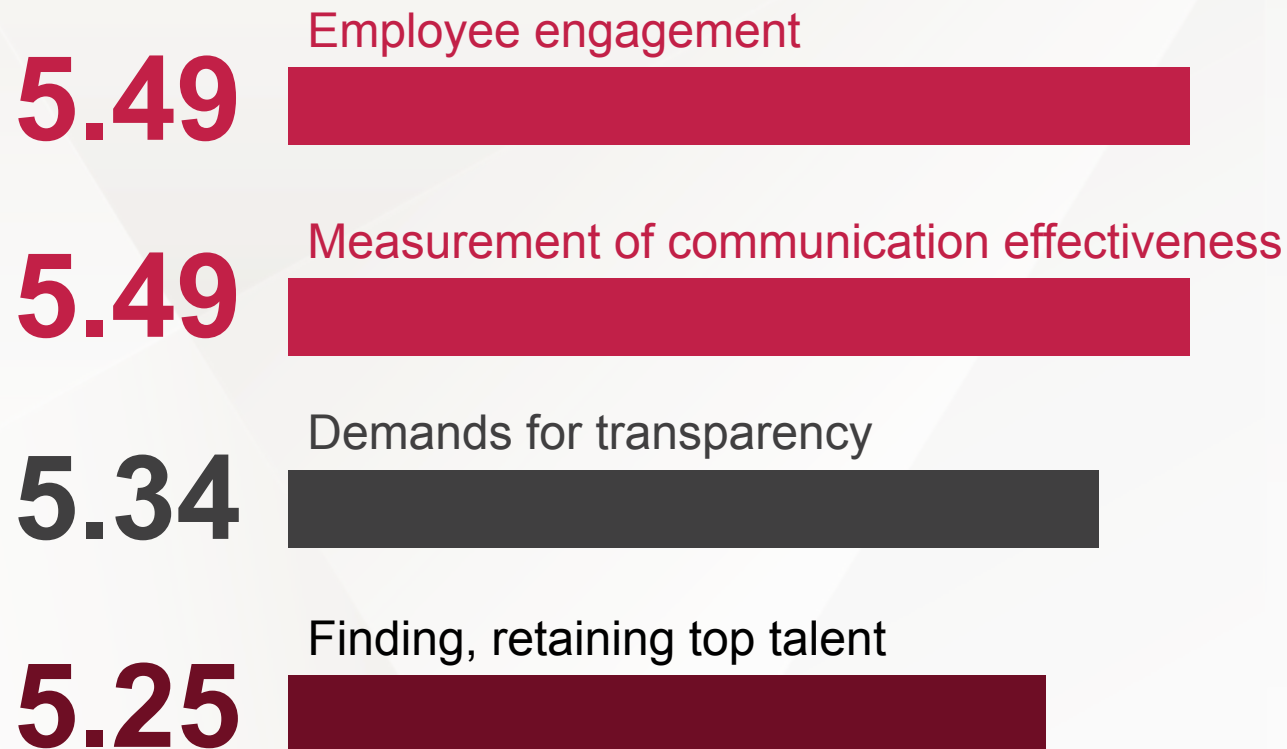 Employee engagement
5.49
Measurement of communication effectiveness
5.49
Demands for transparency
5.34
Finding, retaining top talent
5.25